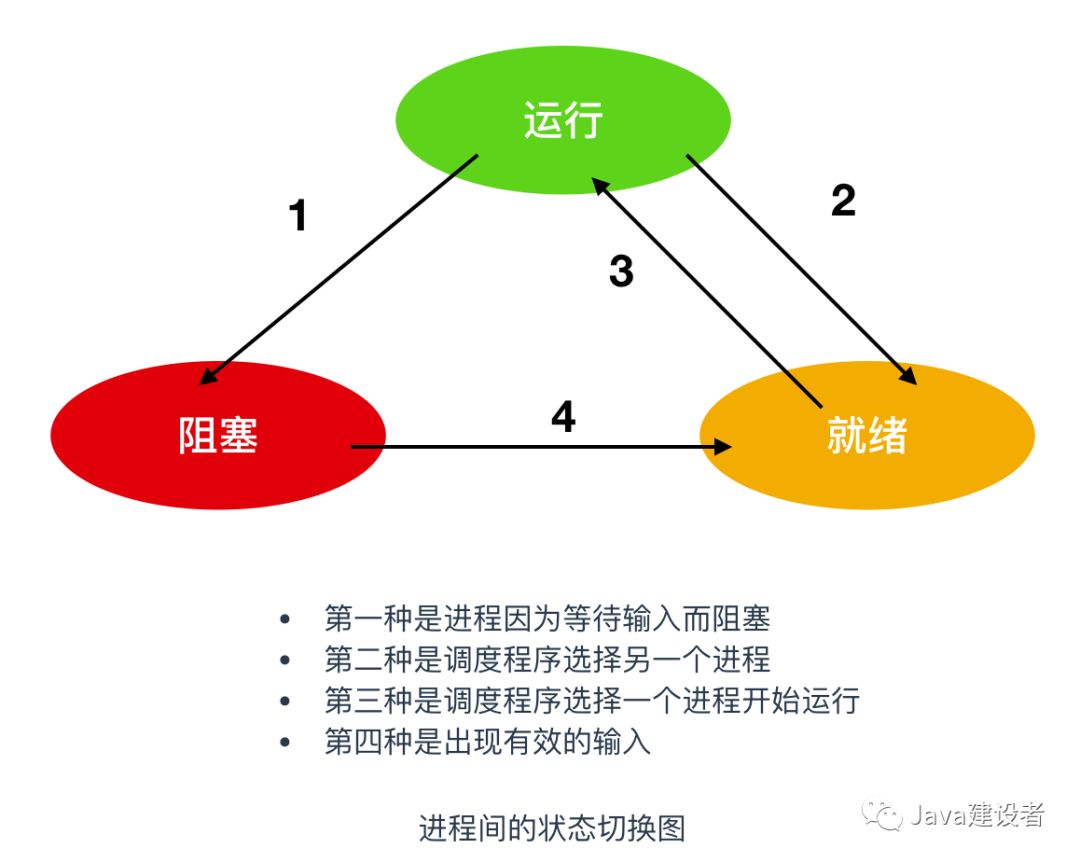 运行
1
2
3
阻塞
4
就绪
• 第一种是进程因为等待输入而阻塞
• 第二种是调度程序选择另一个进程
• 第三种是调度程序选择一个进程开始运行
• 第四种是出现有效的输入
进程间的状态切换图
Java建设者